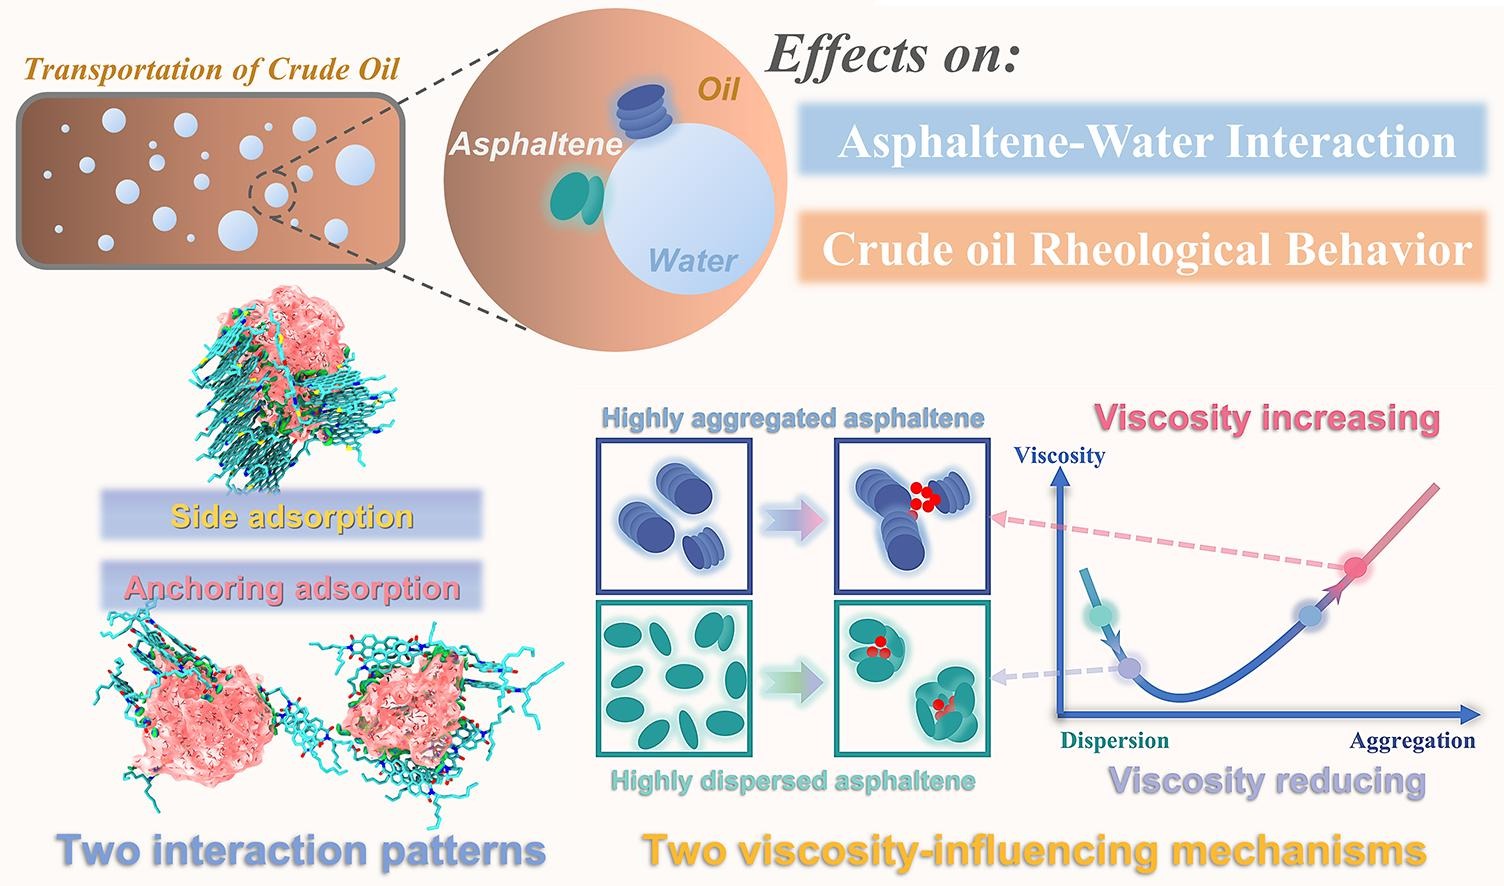 Transportation of Crude Oil
Oil
Asphaltene
Water
Effects on:
Asphaltene-Water Interaction
Crude oil Rheological Behavior
Side adsorption
Anchoring adsorption
Two interaction patterns
Highly aggregated asphaltene
Highly dispersed asphaltene
Viscosity increasing
Viscosity
Dispersion
Aggregation
Viscosity reducing
Two viscosity-influencing mechanisms